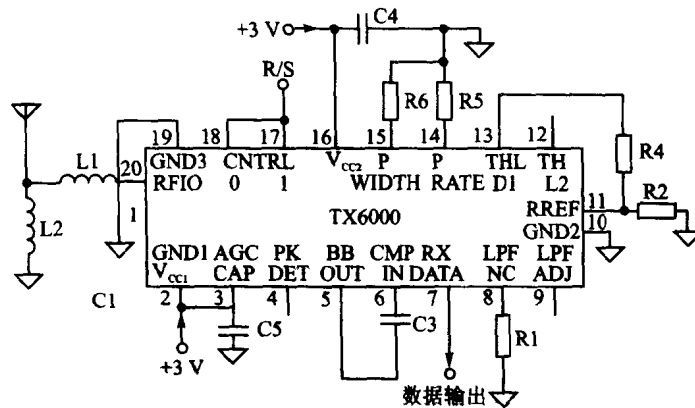 +3 V
C4
R/S
R6
R5
19
18
17
16
15
14
13
12
L1
20
GND3
CNTRL
VCC2
P
P
THL
TH
RFIO
0
1
WIDTH
RATE
D1
L2
R4
1
TX6000
RREF
11
R2
GND2
10
L2
GND1
AGC
PK
BB
CMP
RX
LPF
LPF
VCC1
CAP
DET
OUT
IN
DATA
NC
ADJ
C1
2
3
4
5
6
7
8
9
C5
C3
R1
+3 V
数据输出